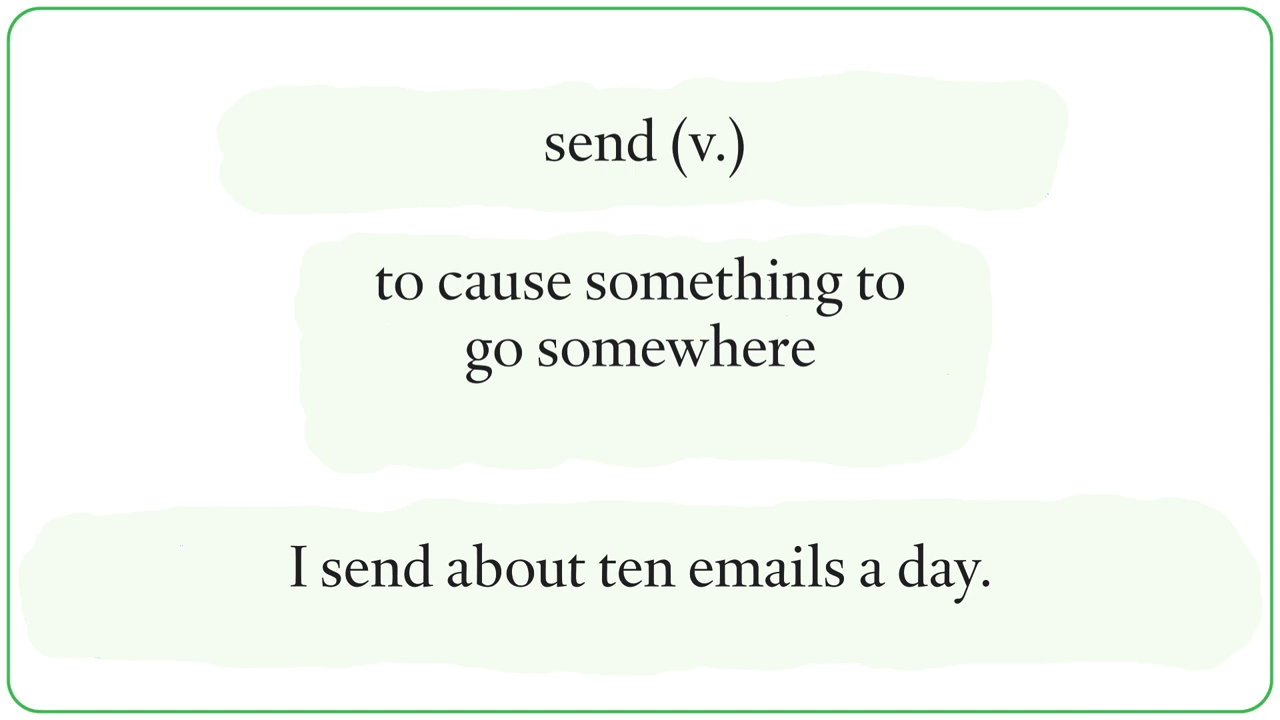 send (v.)
to cause something to
go somewhere
I send about ten emails a day.